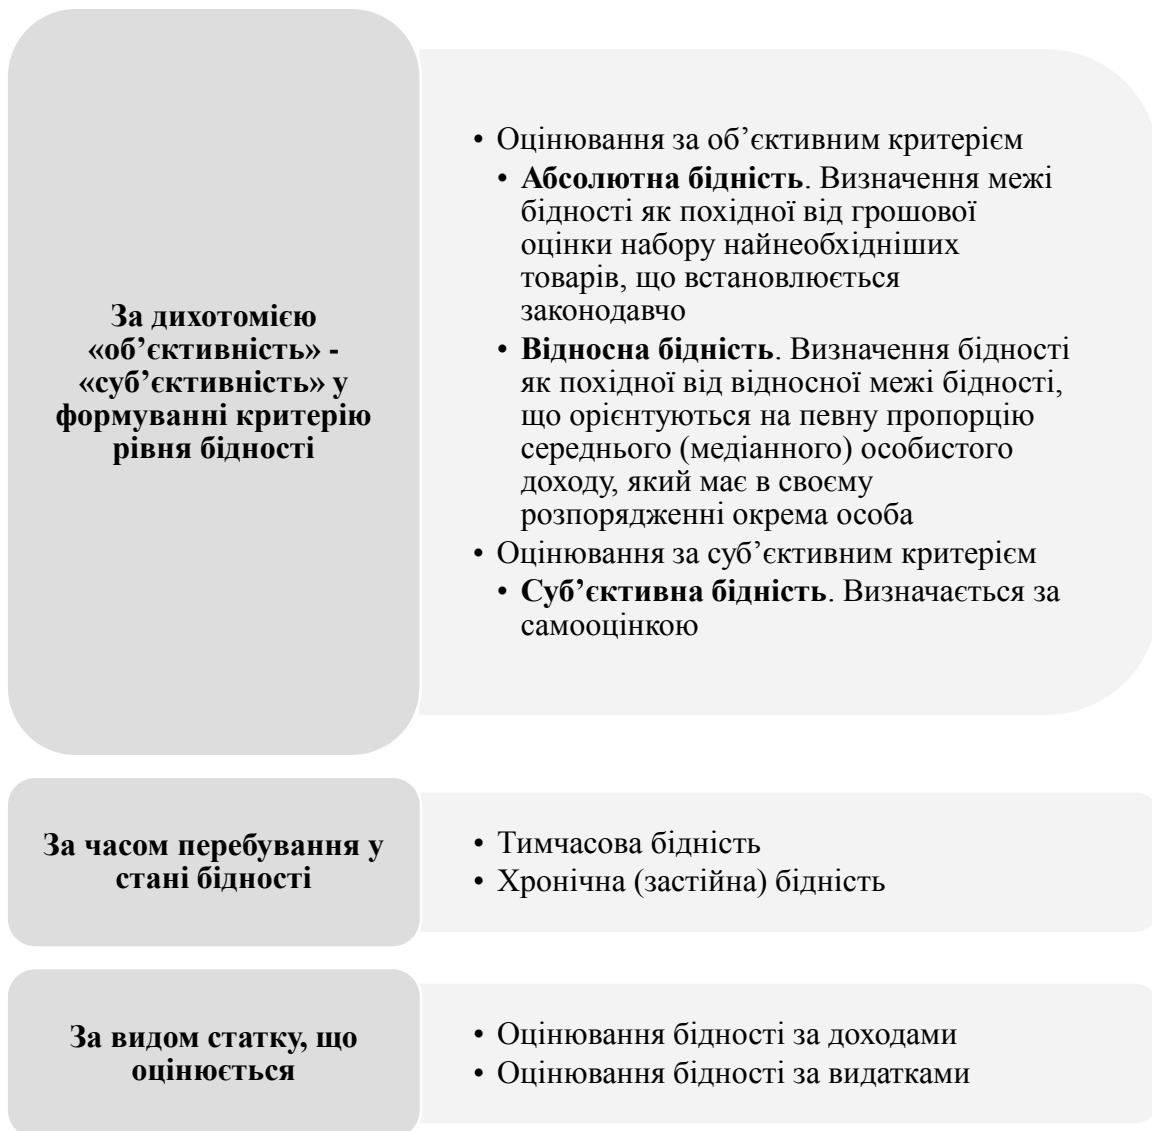 За дихотомією
«об’єктивність» -
«суб’єктивність» у
формуванні критерію
рівня бідності
• Оцінювання за об’єктивним критерієм
• Абсолютна бідність. Визначення межі
бідності як похідної від грошової
оцінки набору найнеобхідніших
товарів, що встановлюється
законодавчо
• Відносна бідність. Визначення бідності
як похідної від відносної межі бідності,
що орієнтуються на певну пропорцію
середнього (медіанного) особистого
доходу, який має в своєму
розпорядженні окрема особа
• Оцінювання за суб’єктивним критерієм
• Суб’єктивна бідність. Визначається за
самооцінкою
За часом перебування у
стані бідності
• Тимчасова бідність
• Хронічна (застійна) бідність
За видом статку, що
оцінюється
• Оцінювання бідності за доходами
• Оцінювання бідності за видатками